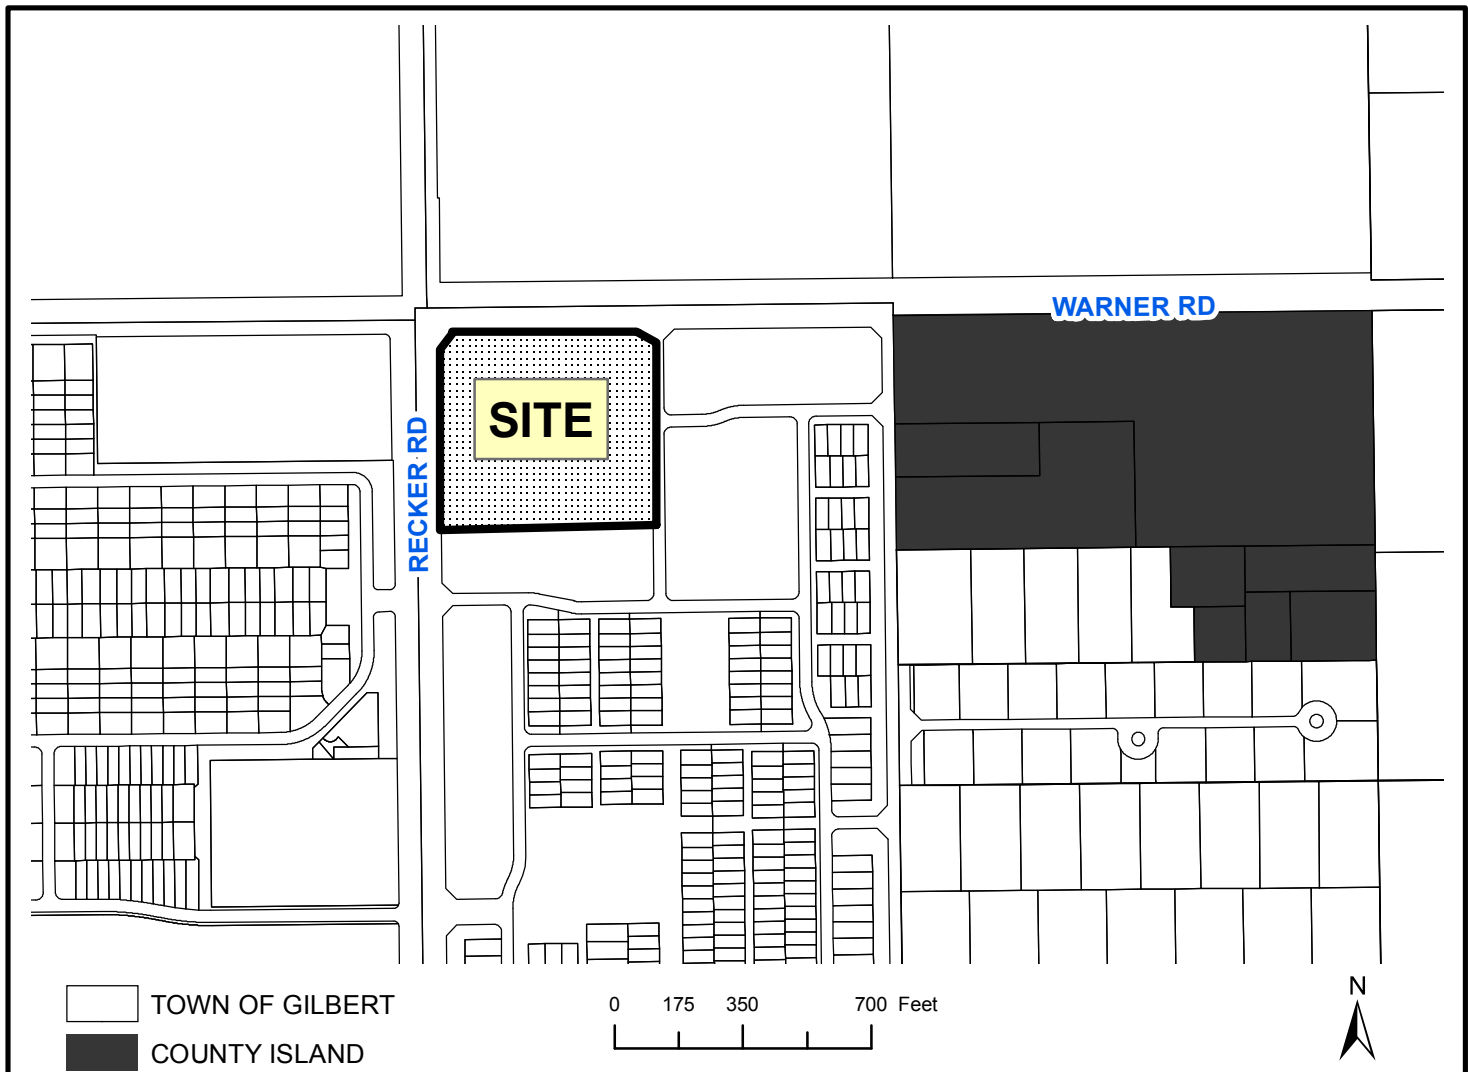 WARNER RD
SITE
RECKER RD
TOWN OF GILBERT
COUNTY ISLAND
0 175 350 700 Feet
N